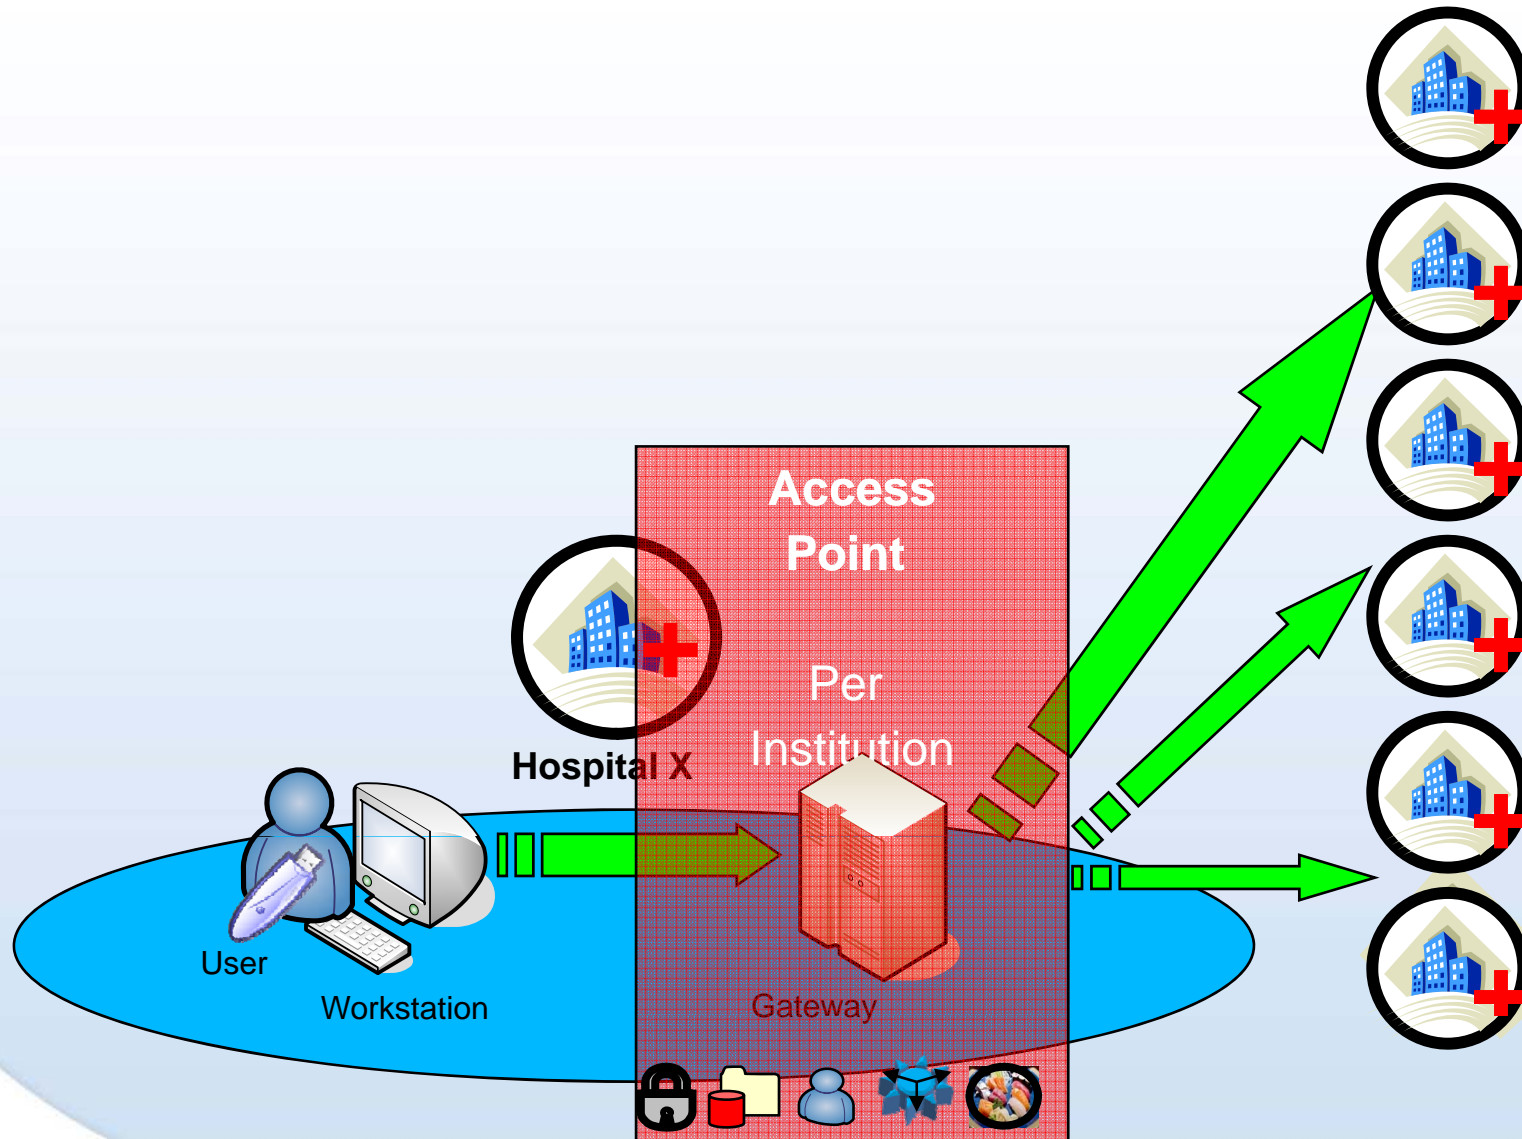 Access
Point
Per
Institution
Hospital X
User
Workstation
Gateway